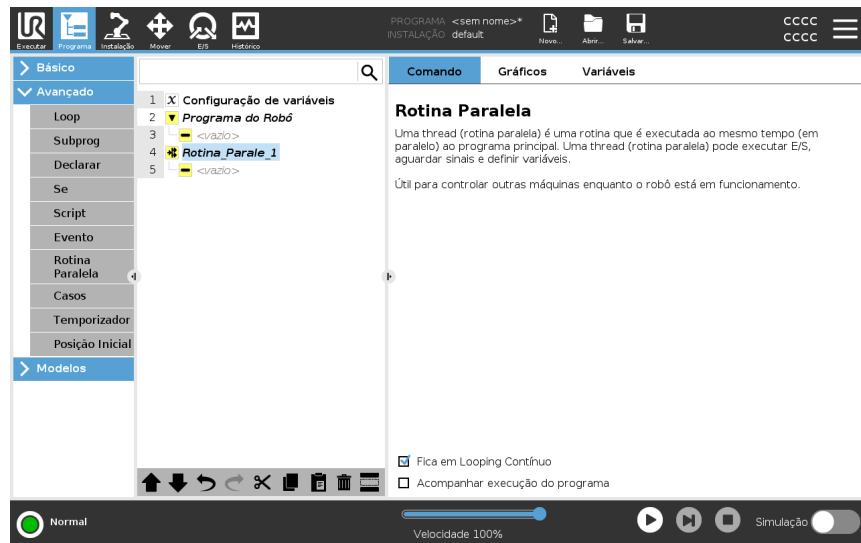 PROGRAMA <sem nome>*
INSTALAÇÃO default
cccc
cccc
Executar Programa Instalação Mover E/S Histórico Novo... Abrir... Salvar...
Básico
Avançado
Loop
Subprog
Declarar
Se
Script
Evento
Rotina
Paralela
Casos
Temporizador
Posição Inicial
Modelos
1 X Configuração de variáveis
2 Programa do Robô
3 <vazio>
4 Rotina_Parale_1
5 <vazio>
Comando Gráficos Variáveis
Rotina Paralela
Uma thread (rotina paralela) é uma rotina que é executada ao mesmo tempo (em
paralelo) ao programa principal. Uma thread (rotina paralela) pode executar E/S,
aguardar sinais e definir variáveis.
Útil para controlar outras máquinas enquanto o robô está em funcionamento.
Fica em Looping Contínuo
Acompanhar execução do programa
Normal
Velocidade 100%
Simulação